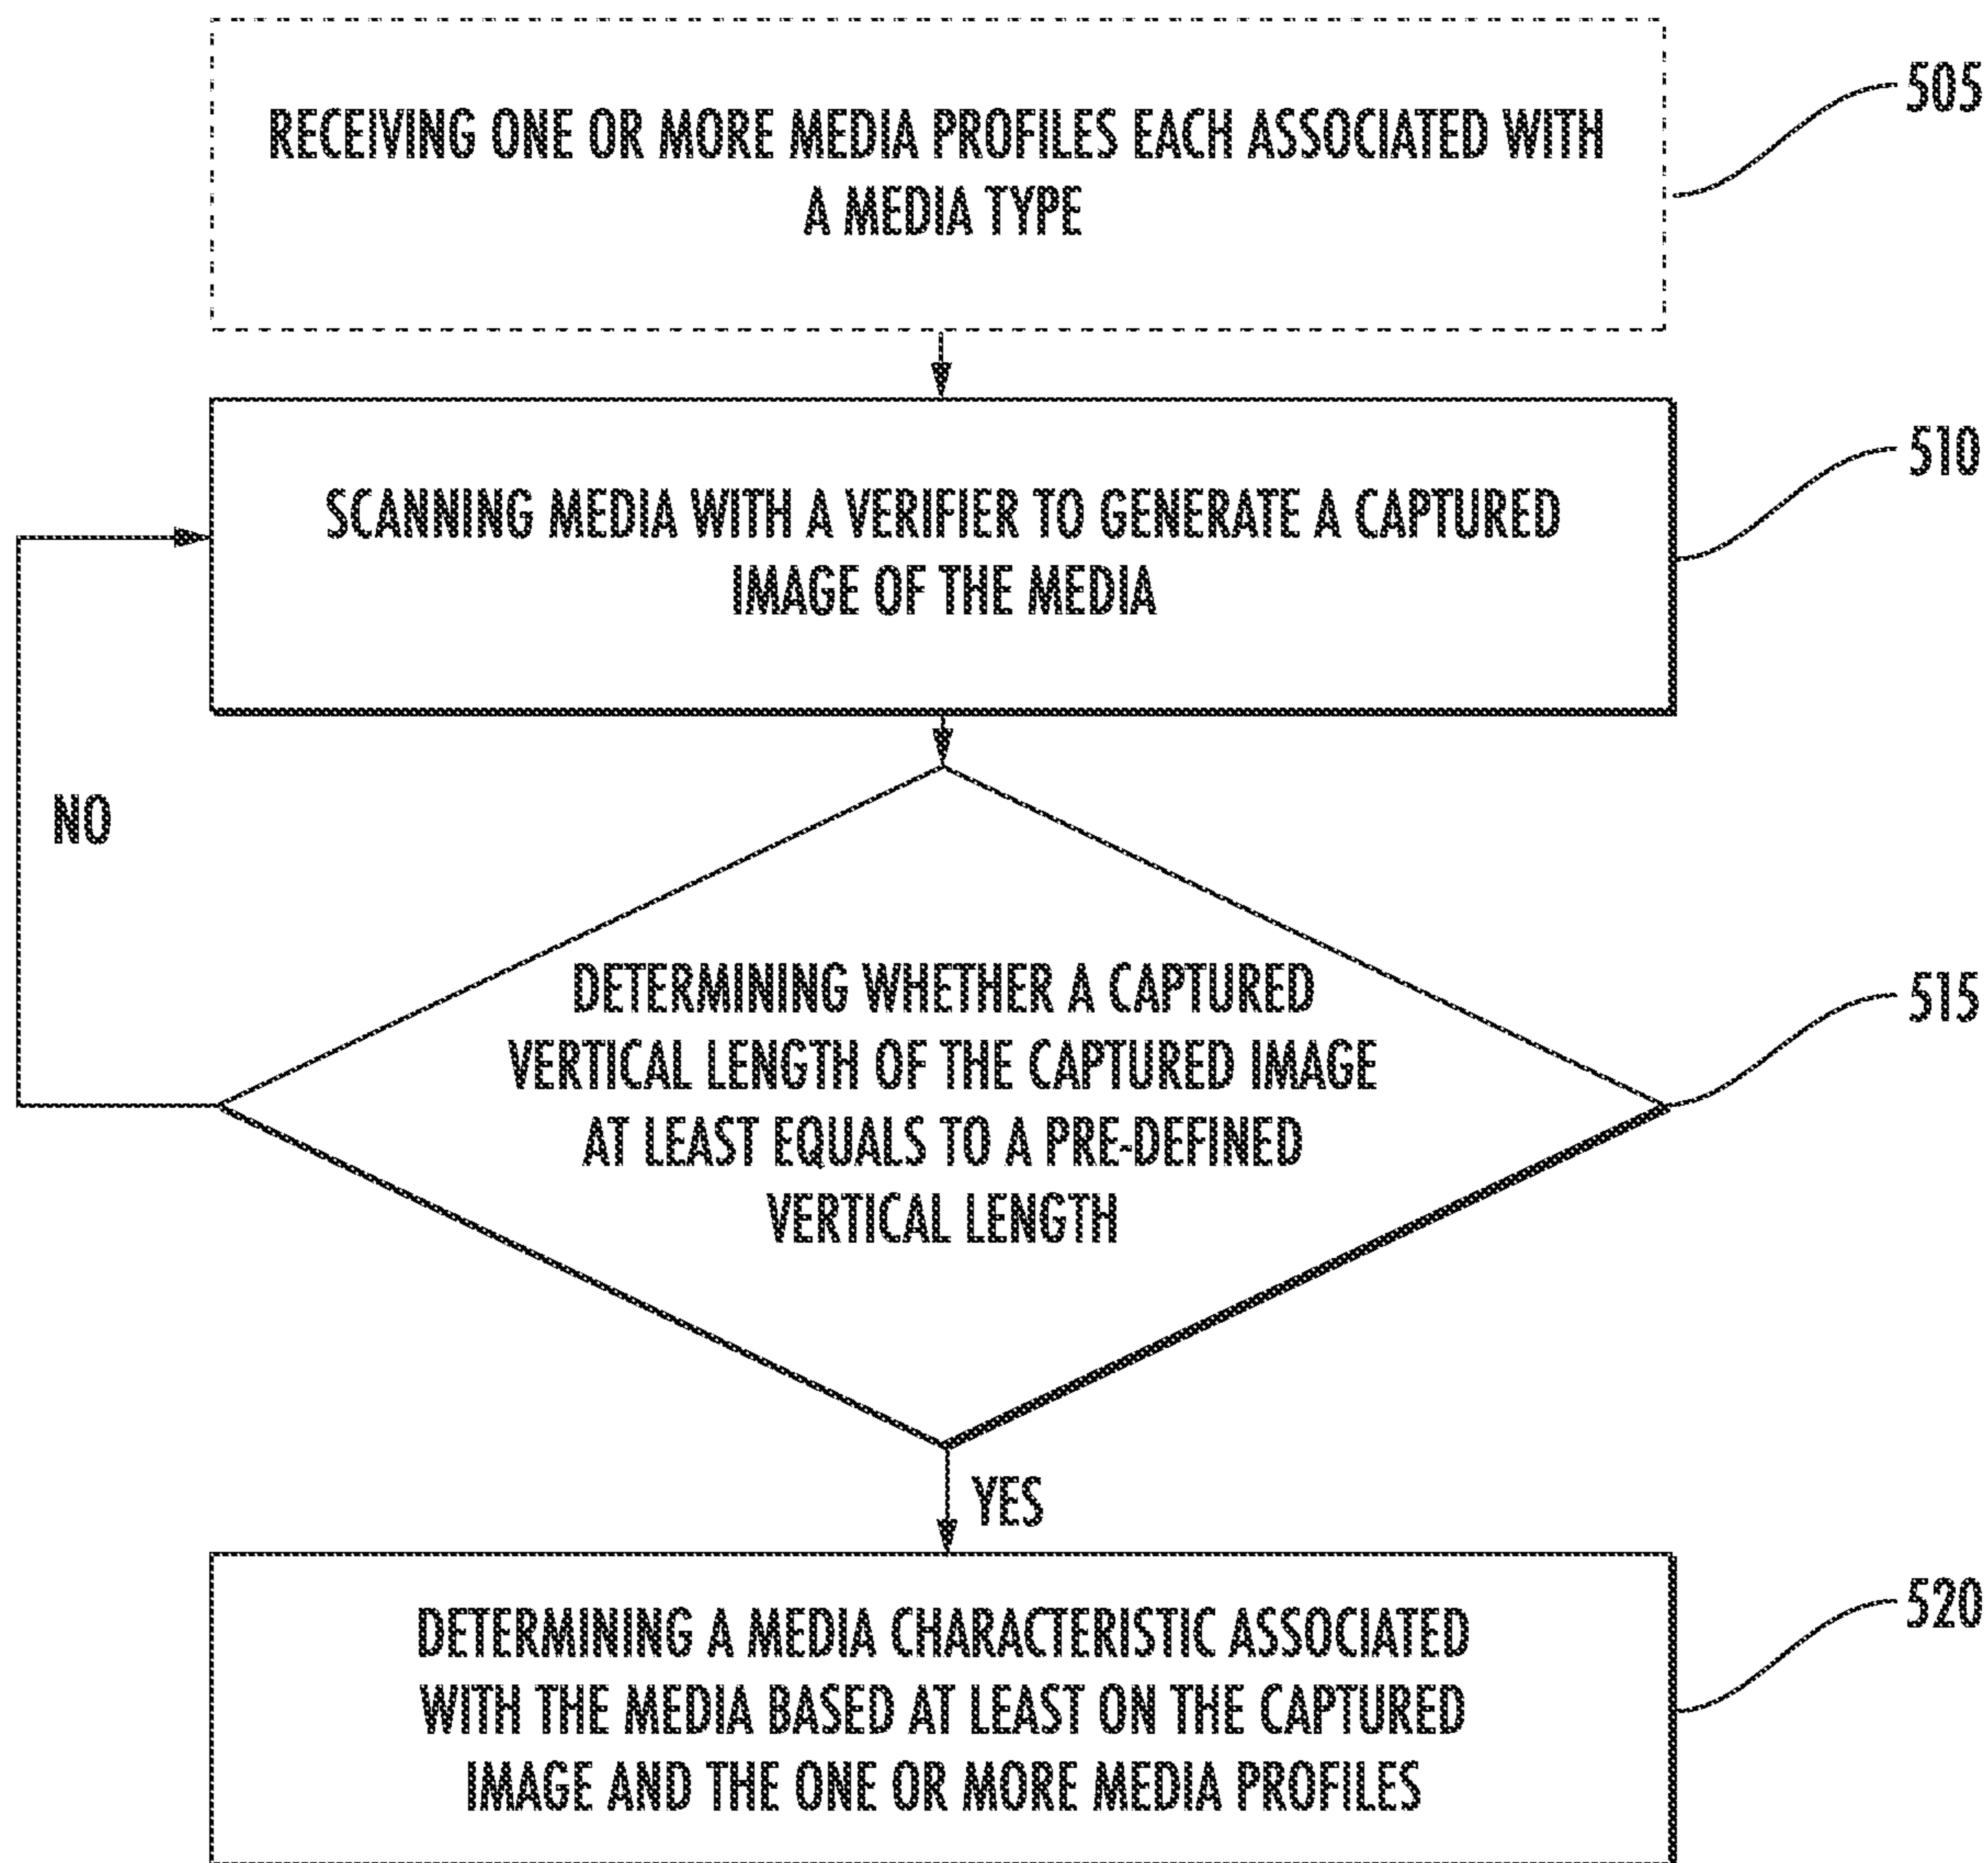 RECEIVING ONE OR MORE MEDIA PROFILES EACH ASSOCIATED WITH
A MEDIA TYPE
505
SCANNING MEDIA WITH A VERIFIER TO GENERATE A CAPTURED
IMAGE OF THE MEDIA
510
NO
DETERMINING WHETHER A CAPTURED
VERTICAL LENGTH OF THE CAPTURED IMAGE
AT LEAST EQUALS TO A PRE-DEFINED
VERTICAL LENGTH
515
YES
DETERMINING A MEDIA CHARACTERISTIC ASSOCIATED
WITH THE MEDIA BASED AT LEAST ON THE CAPTURED
IMAGE AND THE ONE OR MORE MEDIA PROFILES
520